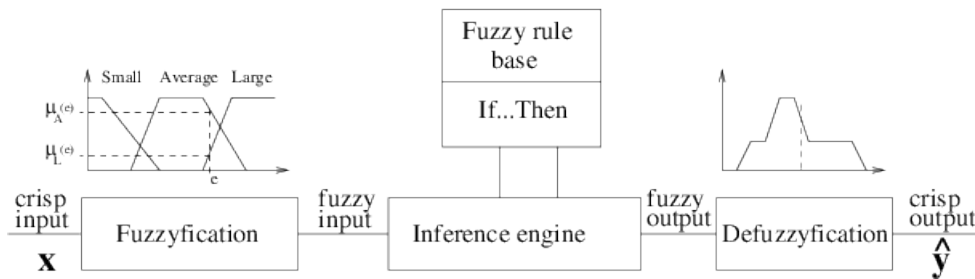 Fuzzy rule
base
If...Then
Small Average Large
μA(e)
μL(e)
e
crisp
input
x
Fuzzyfication
fuzzy
input
Inference engine
fuzzy
output
Defuzzyfication
crisp
output
ŷ